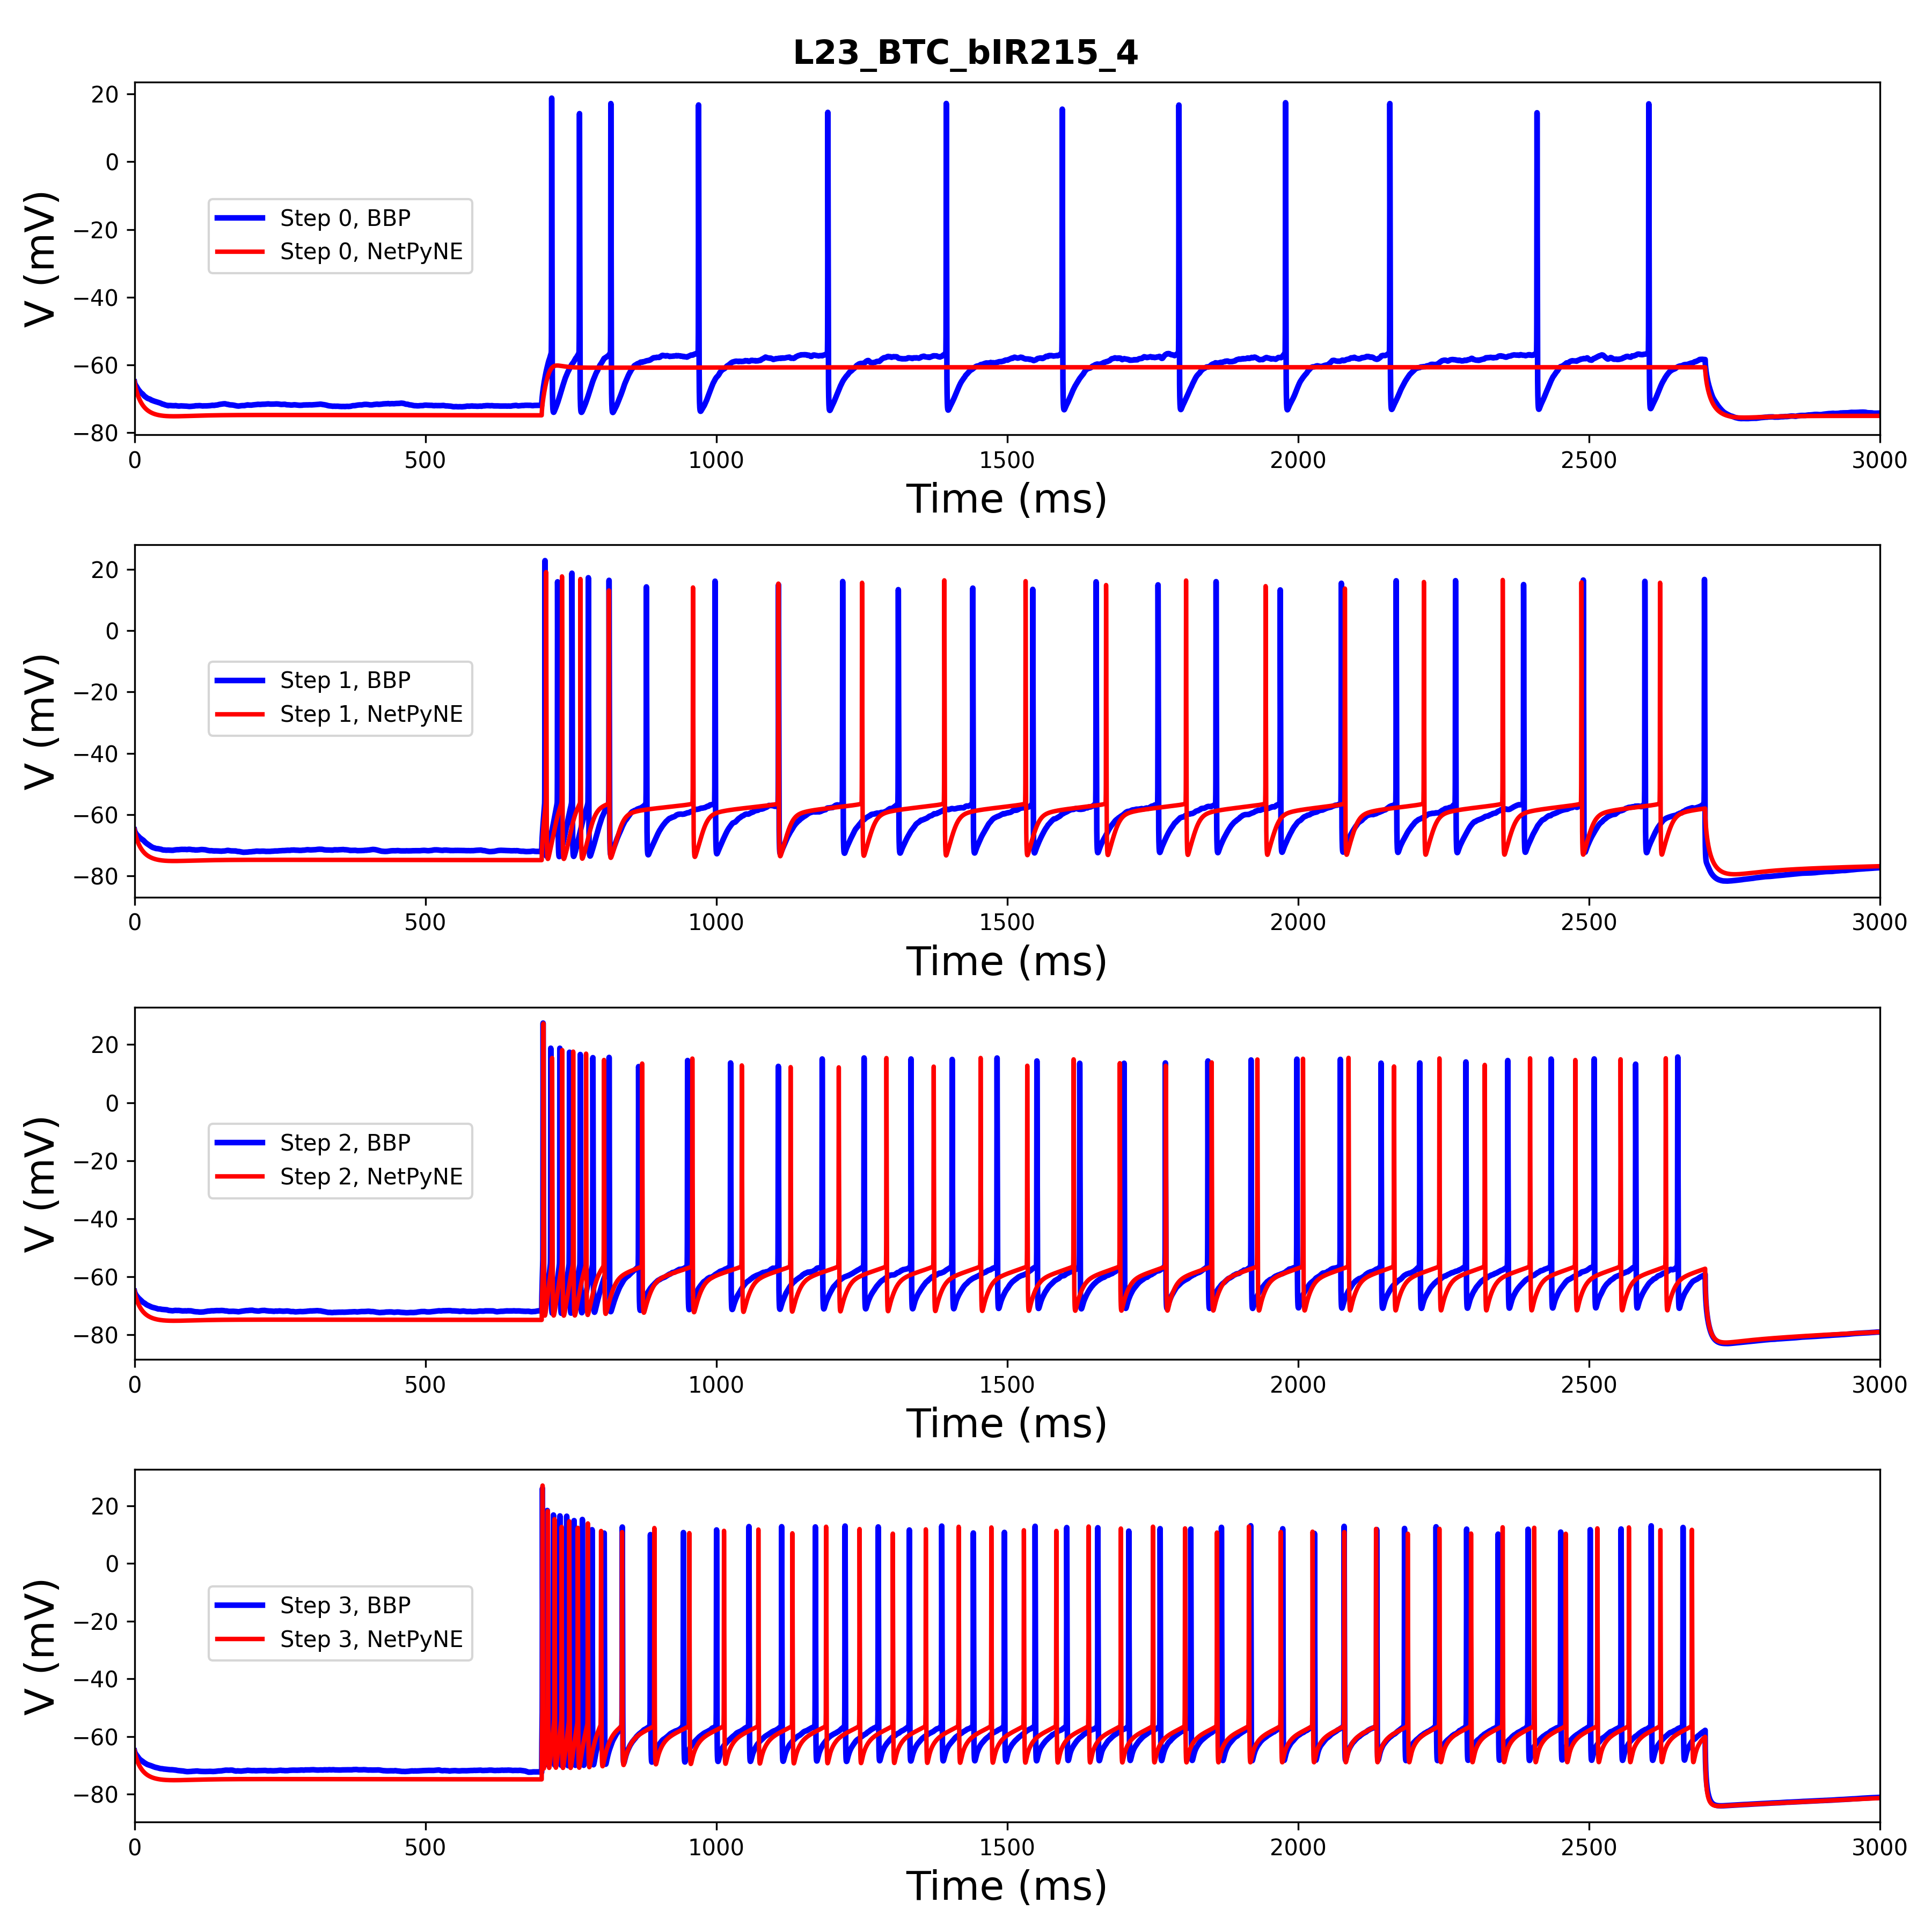 L23_BTC_bIR215_4
20
0
−20
−40
−60
−80
V (mV)
Step 0, BBP
Step 0, NetPyNE
0 500 1000 1500 2000 2500 3000
Time (ms)
20
0
−20
−40
−60
−80
V (mV)
Step 1, BBP
Step 1, NetPyNE
0 500 1000 1500 2000 2500 3000
Time (ms)
20
0
−20
−40
−60
−80
V (mV)
Step 2, BBP
Step 2, NetPyNE
0 500 1000 1500 2000 2500 3000
Time (ms)
20
0
−20
−40
−60
−80
V (mV)
Step 3, BBP
Step 3, NetPyNE
0 500 1000 1500 2000 2500 3000
Time (ms)